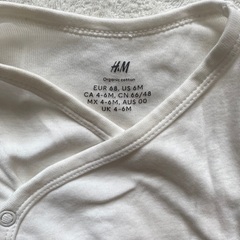 H&M
Organic cotton
EUR 68, US 6M
CA 4-6M, CN 66/48
MX 4-6M, AUS 00
UK 4-6M